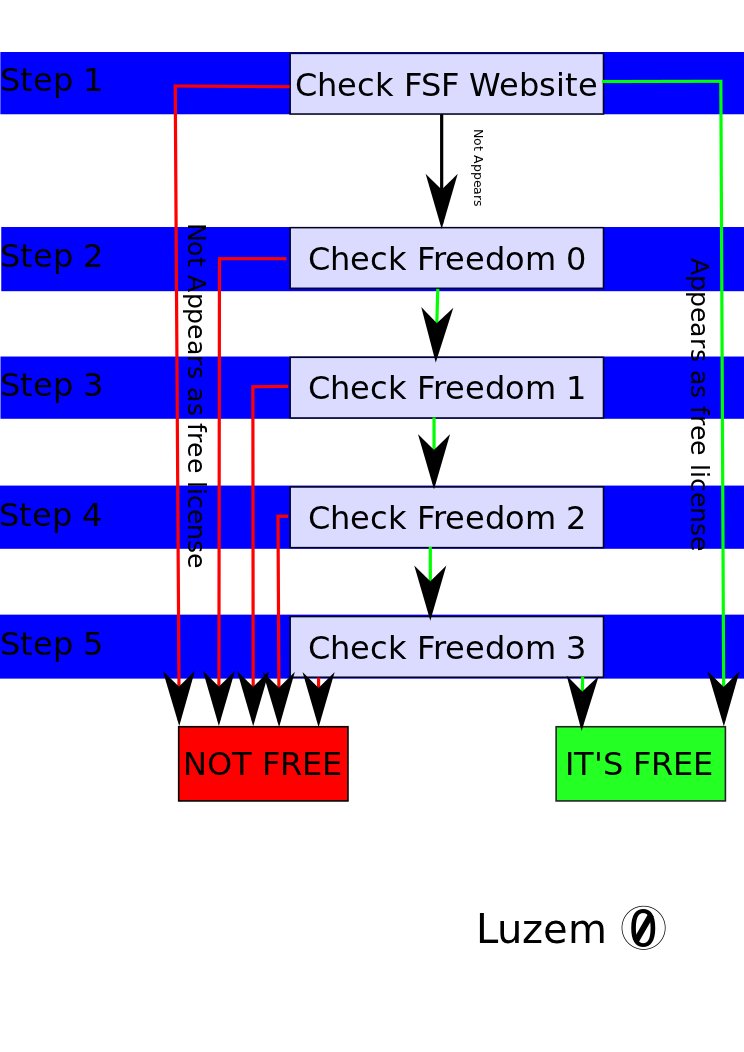 Step 1
Check FSF Website
Not Appears
Step 2
Check Freedom 0
Not Appears as free license
Appears as free license
Step 3
Check Freedom 1
Step 4
Check Freedom 2
Step 5
Check Freedom 3
NOT FREE
IT'S FREE
Luzem 0